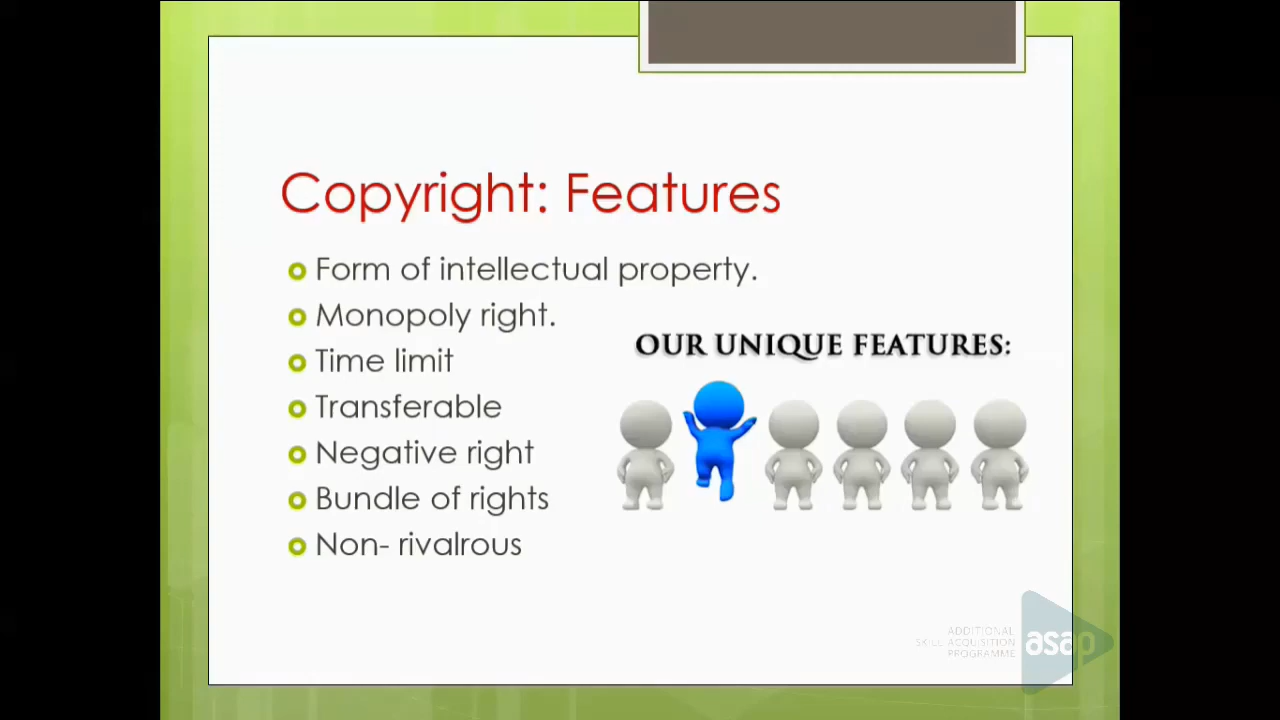 Copyright: Features
Form of intellectual property.
Monopoly right.
Time limit
Transferable
Negative right
Bundle of rights
Non- rivalrous
OUR UNIQUE FEATURES:
ADDITIONAL
SKILL ACQUISITION
PROGRAMME
asap